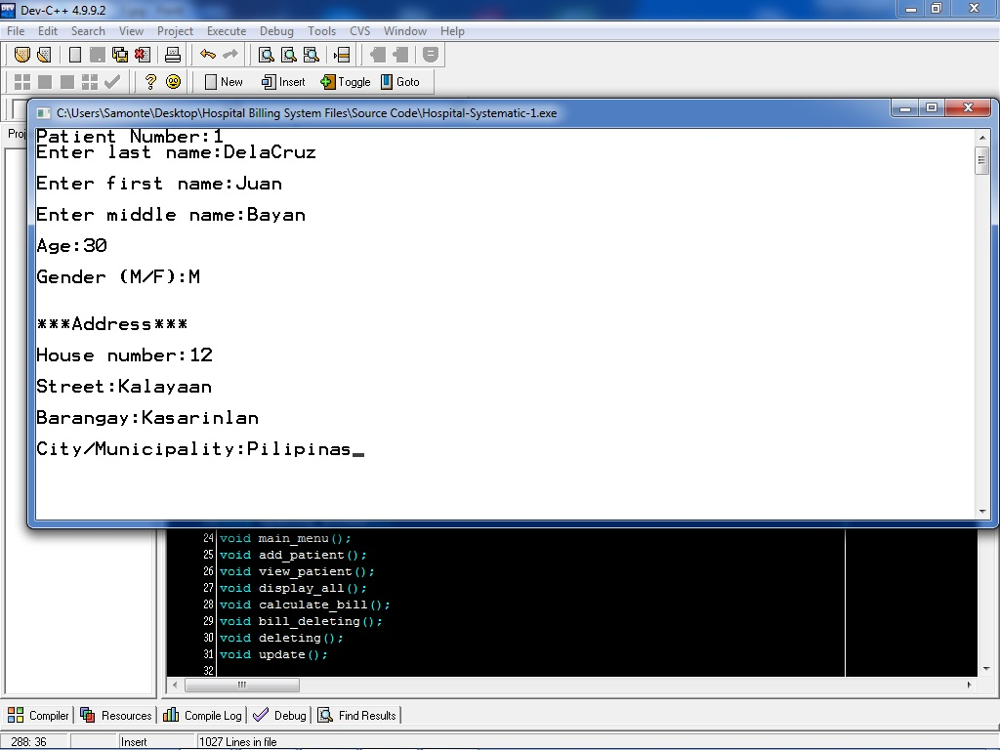 Dev-C++ 4.9.9.2
File Edit Search View Project Execute Debug Tools CVS Window Help
New Insert Toggle Goto
C:\Users\Samonte\Desktop\Hospital Billing System Files\Source Code\Hospital-Systematic-1.exe
Patient Number:1
Enter last name:DelaCruz
Enter first name:Juan
Enter middle name:Bayan
Age:30
Gender (M/F):M
***Address***
House number:12
Street:Kalayaan
Barangay:Kasarinlan
City/Municipality:Pilipinas_
24 void main_menu();
25 void add_patient();
26 void view_patient();
27 void display_all();
28 void calculate_bill();
29 void bill_deleting();
30 void deleting();
31 void update();
32
Compiler Resources Compile Log Debug Find Results
288: 36 Insert 1027 Lines in file